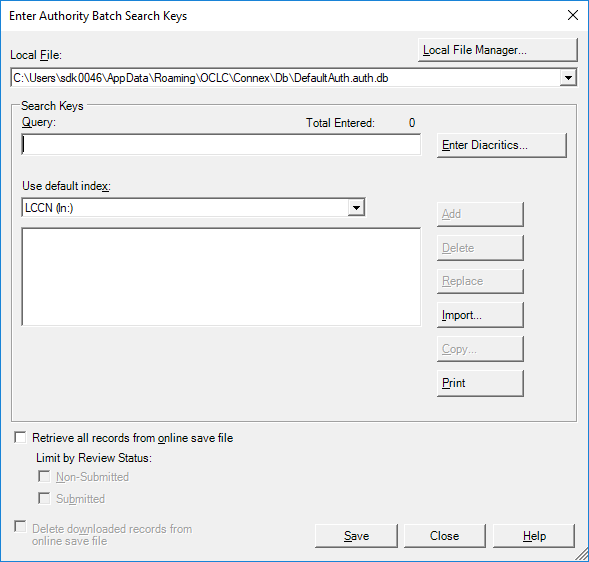 Enter Authority Batch Search Keys
Local File:
Local File Manager...
C:\Users\sdk0046\AppData\Roaming\OCLC\Connex\Db\DefaultAuth.auth.db
Search Keys
Query:
Total Entered: 0
Enter Diacritics...
Use default index:
LCCN (ln:)
Add
Delete
Replace
Import...
Copy...
Print
Retrieve all records from online save file
Limit by Review Status:
Non-Submitted
Submitted
Delete downloaded records from
online save file
Save
Close
Help